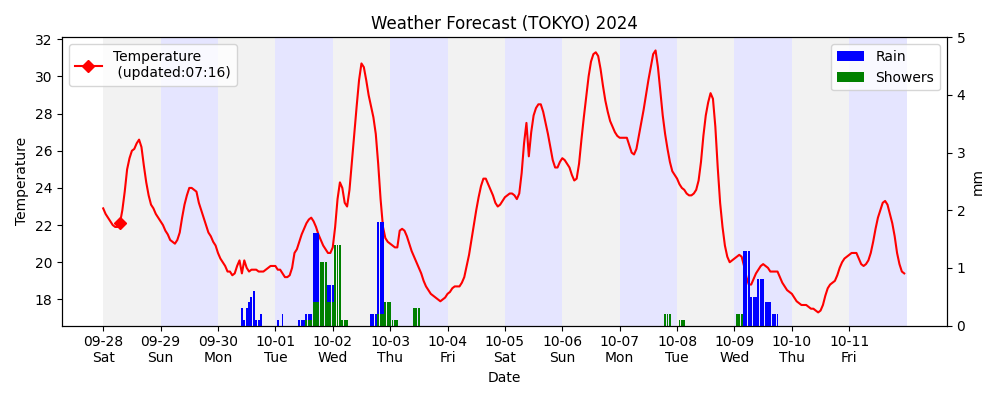 Weather Forecast (TOKYO) 2024
Temperature
(updated:07:16)
Rain
Showers
32
30
28
26
24
22
20
18
Temperature
5
4
3
2
1
0
mm
09-28 09-29 09-30 10-01 10-02 10-03 10-04 10-05 10-06 10-07 10-08 10-09 10-10 10-11
Sat Sun Mon Tue Wed Thu Fri Sat Sun Mon Tue Wed Thu Fri
Date